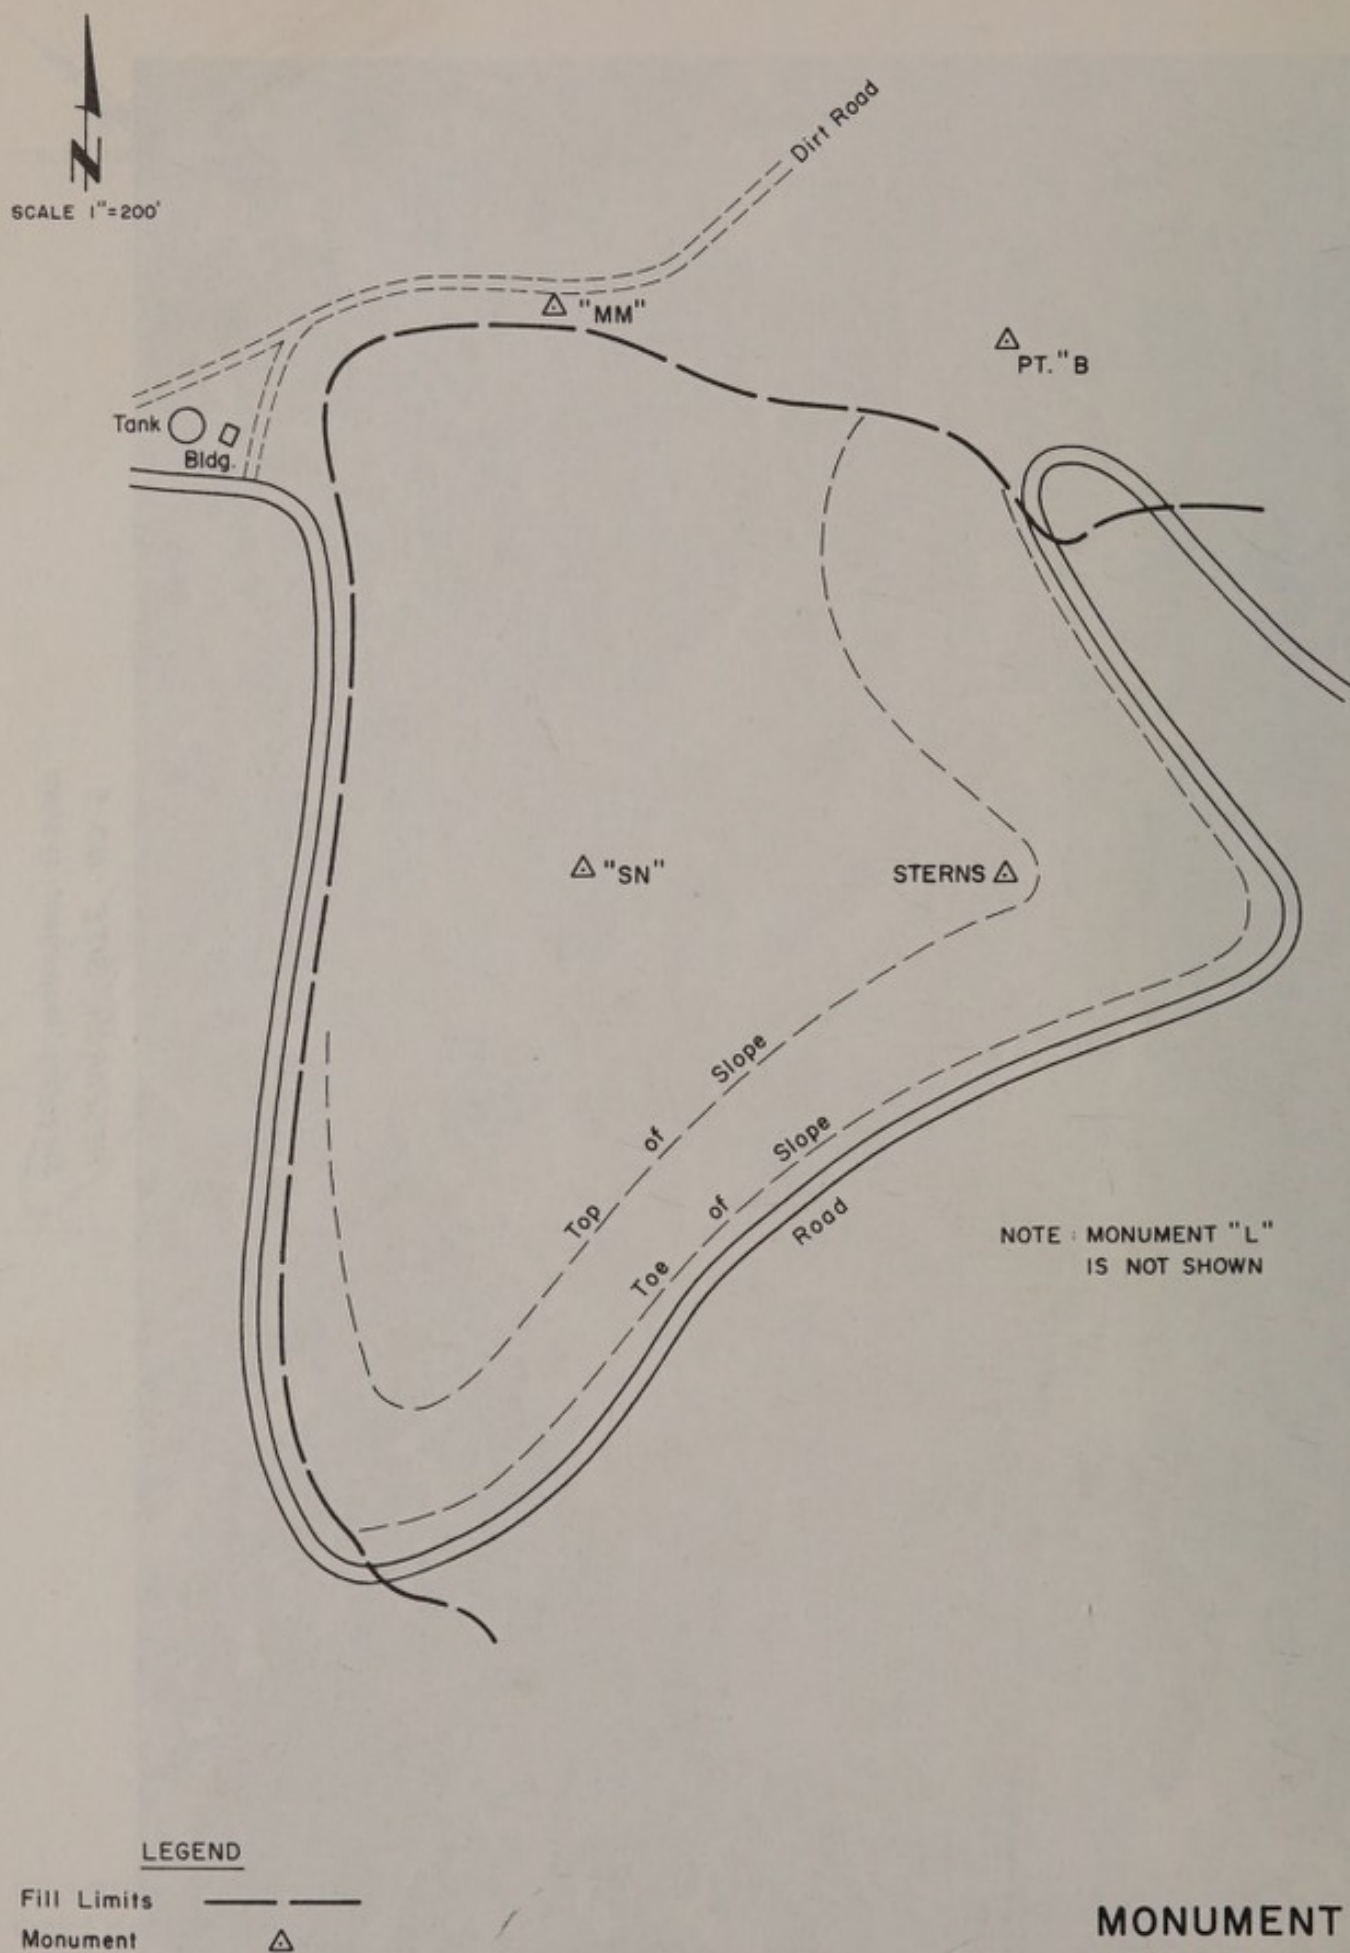 N
SCALE 1"=200'
Dirt Road
"MM"
PT. "B
Tank
Bldg.
"SN"
STERNS
Top of Slope
Toe of Slope
Road
NOTE : MONUMENT "L"
IS NOT SHOWN
LEGEND
Fill Limits
Monument
MONUMENT